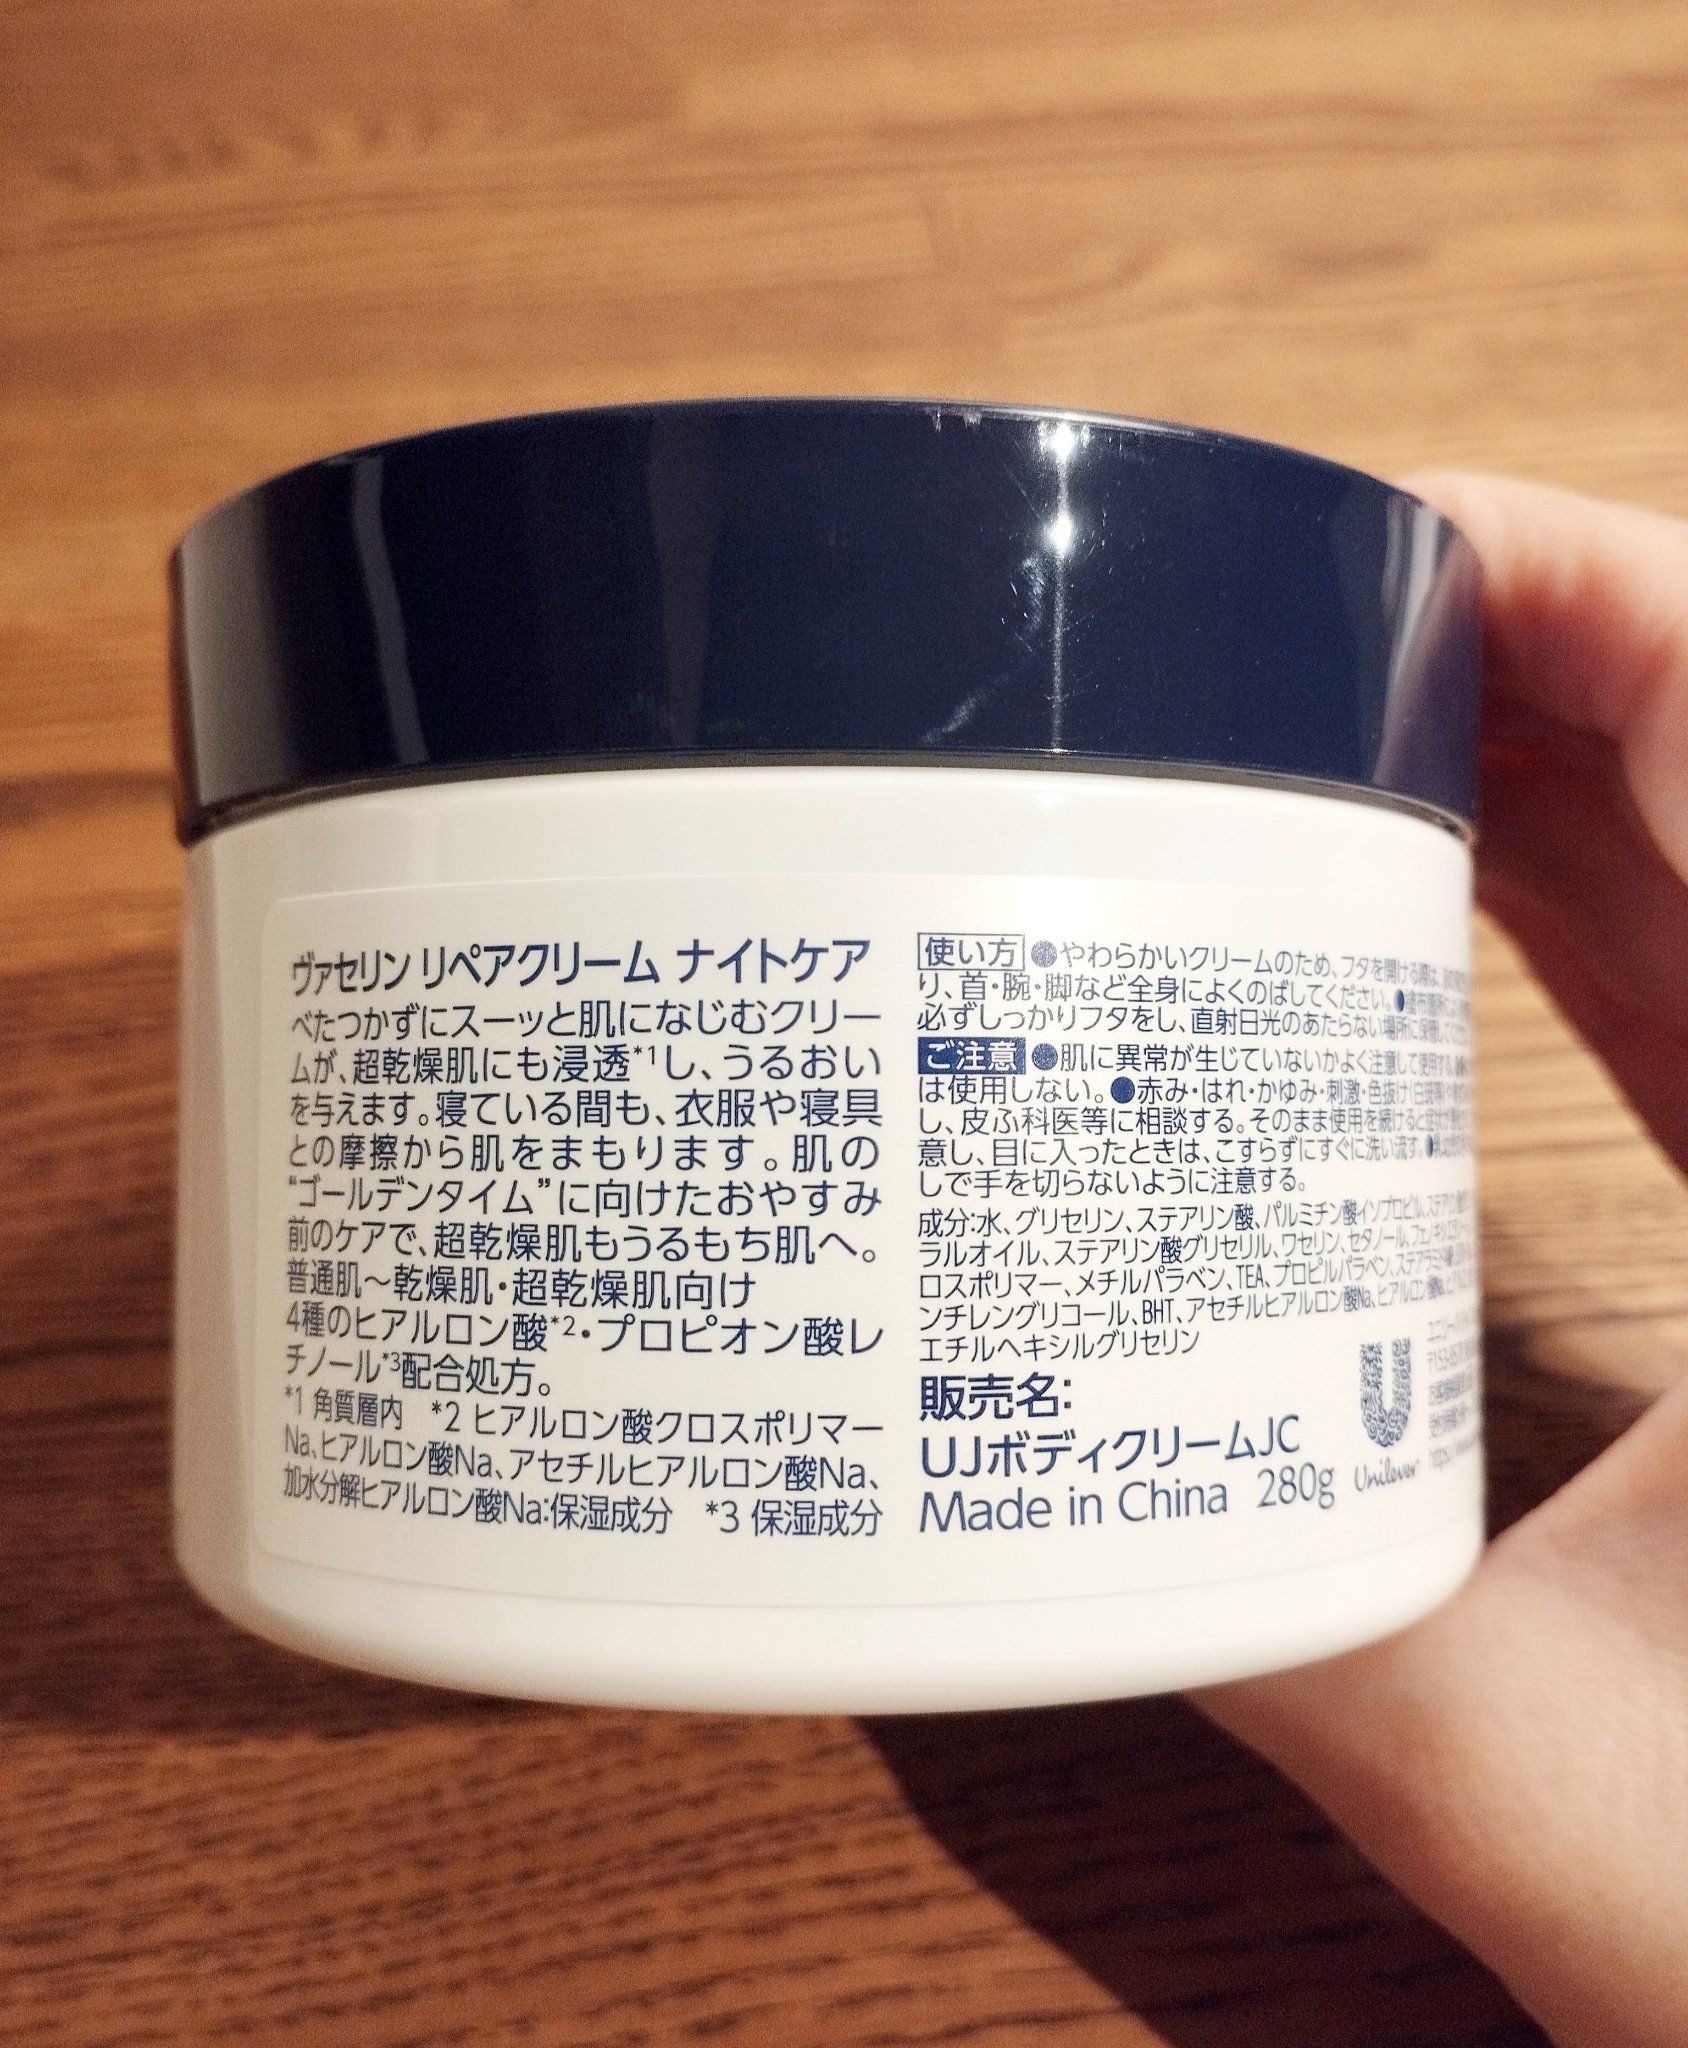 ヴァセリン リペアクリーム ナイトケア
べたつかずにスーッと肌になじむクリー
ムが、超乾燥肌にも浸透*1し、うるおい
を与えます。寝ている間も、衣服や寝具
との摩擦から肌をまもります。肌の
“ゴールデンタイム”に向けたおやすみ
前のケアで、超乾燥肌もうるもち肌へ。
普通肌～乾燥肌・超乾燥肌向け
4種のヒアルロン酸*2・プロピオン酸レ
チノール*3配合処方。
*1 角質層内 *2 ヒアルロン酸クロスポリマー
Na、ヒアルロン酸Na、アセチルヒアルロン酸Na、
加水分解ヒアルロン酸Na:保湿成分 *3 保湿成分
使い方 ●やわらかいクリームのため、フタを開ける際は、
り、首・腕・脚など全身によくのばしてください。●
必ずしっかりフタをし、直射日光のあたらない場所に保管してください
ご注意 ●肌に異常が生じていないかよく注意して使用する。
は使用しない。●赤み・はれ・かゆみ・刺激・色抜け(白斑等)や
し、皮ふ科医等に相談する。そのまま使用を続けると症状が
意し、目に入ったときは、こすらずにすぐに洗い流す。●
しで手を切らないように注意する。
成分:水、グリセリン、ステアリン酸、パルミチン酸イソプロピル、
ラルオイル、ステアリン酸グリセリル、ワセリン、セタノール、
ロスポリマー、メチルパラベン、TEA、プロピルパラベン、
ンチレングリコール、BHT、アセチルヒアルロン酸Na、ヒアルロン酸
エチルヘキシルグリセリン
販売名:
UJボディクリームJC
Made in China 280g
Unilever